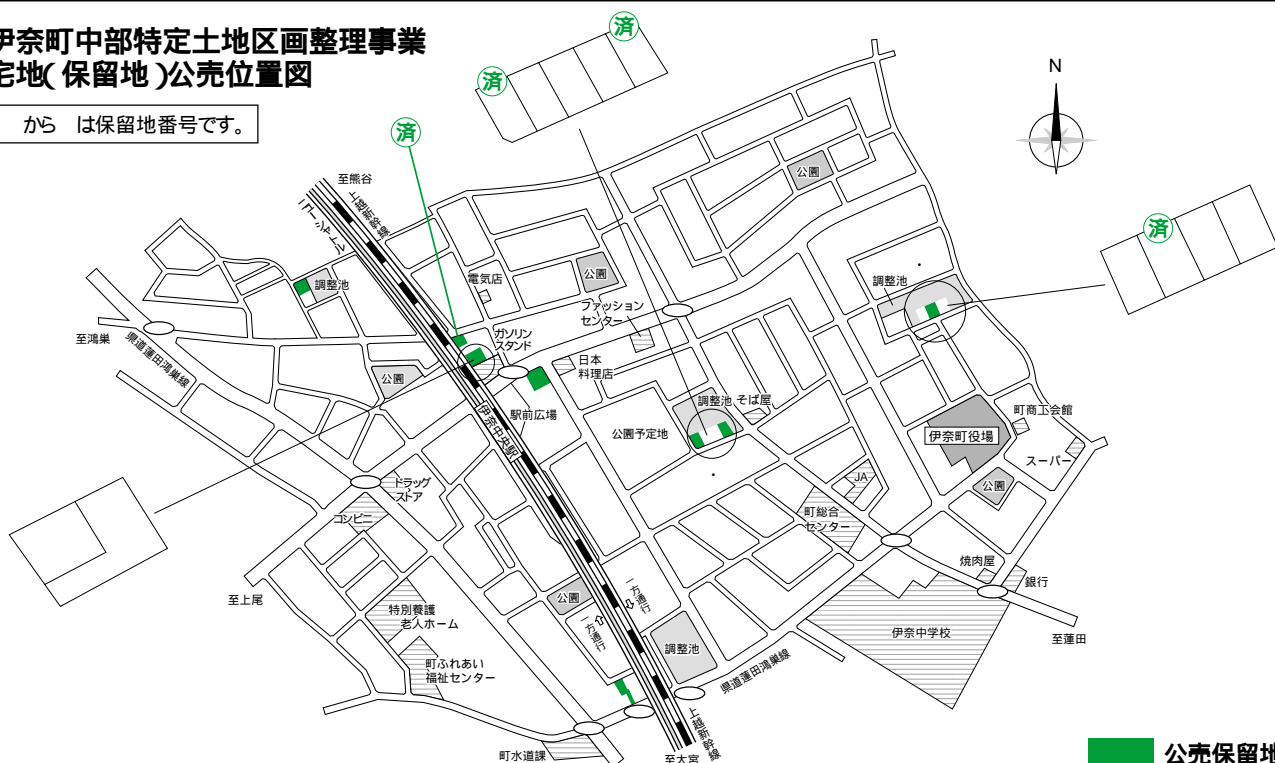 伊奈町中部特定土地区画整理事業
宅地(保留地)公売位置図
から　は保留地番号です。
済
済
済
済
N
至熊谷
上越新幹線
ニューシャトル
公園
電気店
公園
調整池
調整池
ファッション
センター
至鴻巣
県道蓮田鴻巣線
ガソリン
スタンド
日本
料理店
公園
伊奈中央駅
駅前広場
調整池
そば屋
公園予定地
町商工会館
伊奈町役場
スーパー
JA
公園
ドラッグ
ストア
コンビニ
町総合
センター
焼肉屋
銀行
至上尾
公園
一方通行
一方通行
特別養護
老人ホーム
伊奈中学校
至蓮田
調整池
町ふれあい
福祉センター
県道蓮田鴻巣線
上越新幹線
町水道課
至大宮
公売保留地